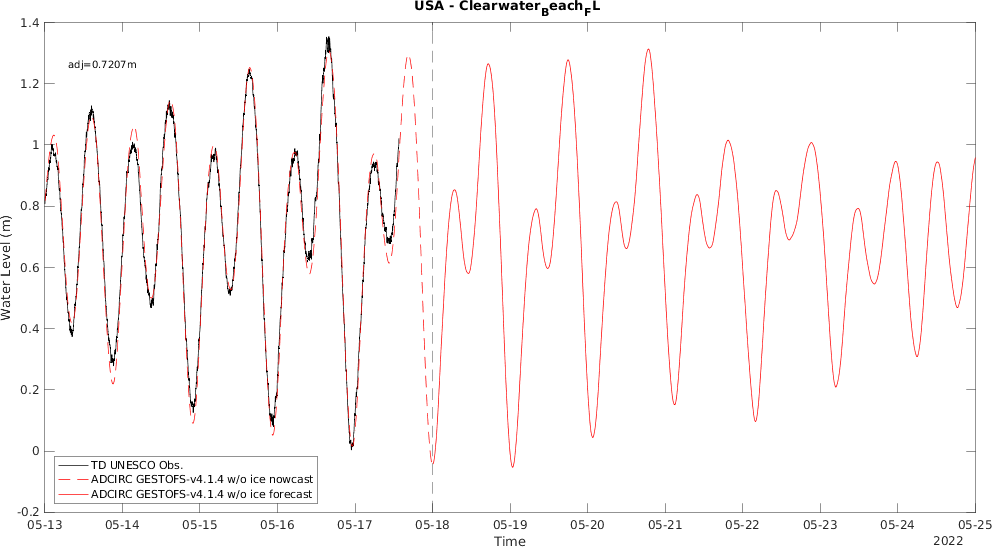 USA - Clearwater_Beach_FL
adj=0.7207m
1.4
1.2
1
0.8
0.6
0.4
0.2
0
-0.2
Water Level (m)
TD UNESCO Obs.
ADCIRC GESTOFS-v4.1.4 w/o ice nowcast
ADCIRC GESTOFS-v4.1.4 w/o ice forecast
05-13 05-14 05-15 05-16 05-17 05-18 05-19 05-20 05-21 05-22 05-23 05-24 05-25
Time
2022